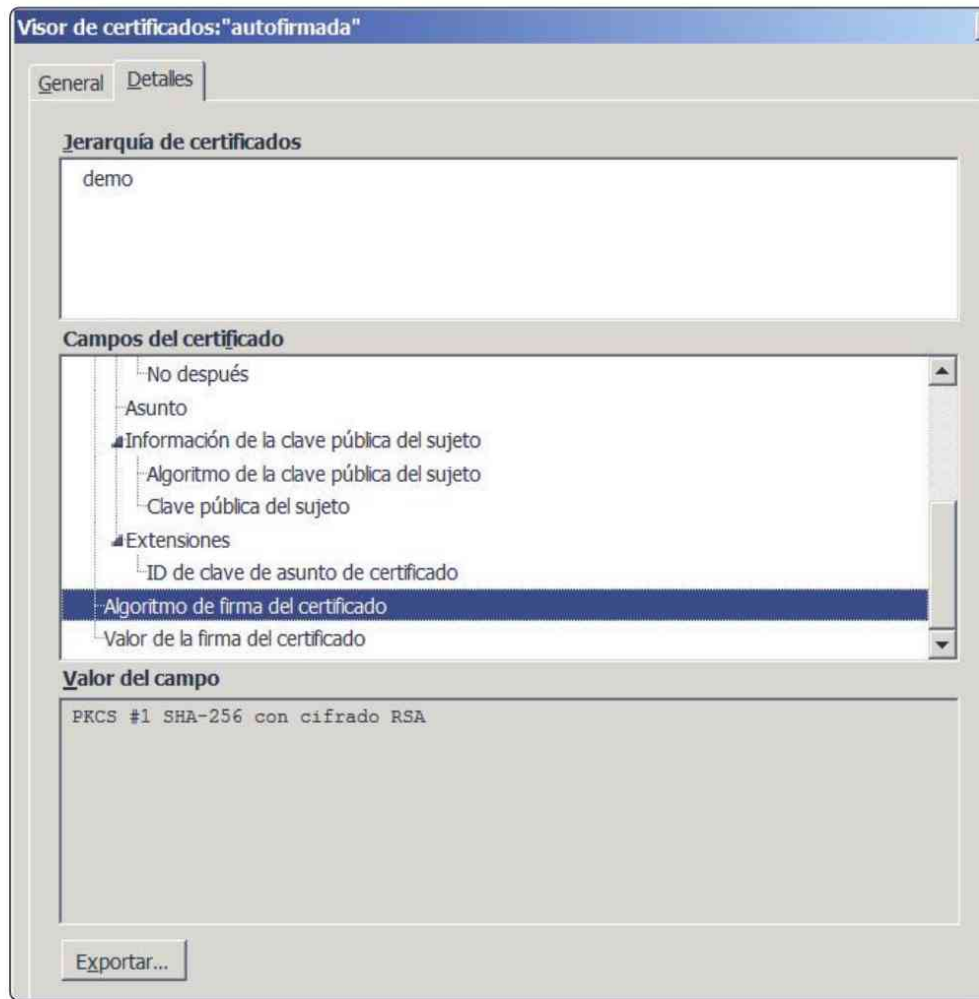 Visor de certificados:"autofirmada"
General
Detalles
Jerarquía de certificados
demo
Campos del certificado
No después
Asunto
Información de la clave pública del sujeto
Algoritmo de la clave pública del sujeto
Clave pública del sujeto
Extensiones
ID de clave de asunto de certificado
Algoritmo de firma del certificado
Valor de la firma del certificado
Valor del campo
PKCS #1 SHA-256 con cifrado RSA
Exportar...